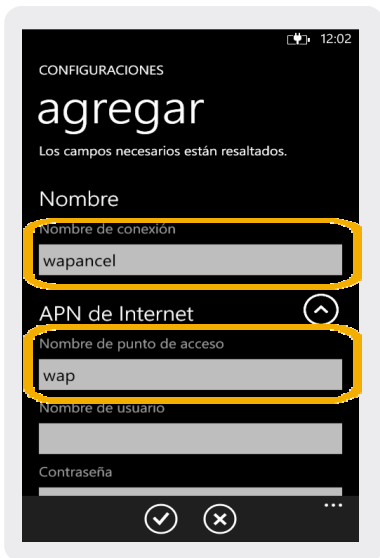 12:02
CONFIGURACIONES
agregar
Los campos necesarios están resaltados.
Nombre
Nombre de conexión
wapancel
APN de Internet
Nombre de punto de acceso
wap
Nombre de usuario
Contraseña